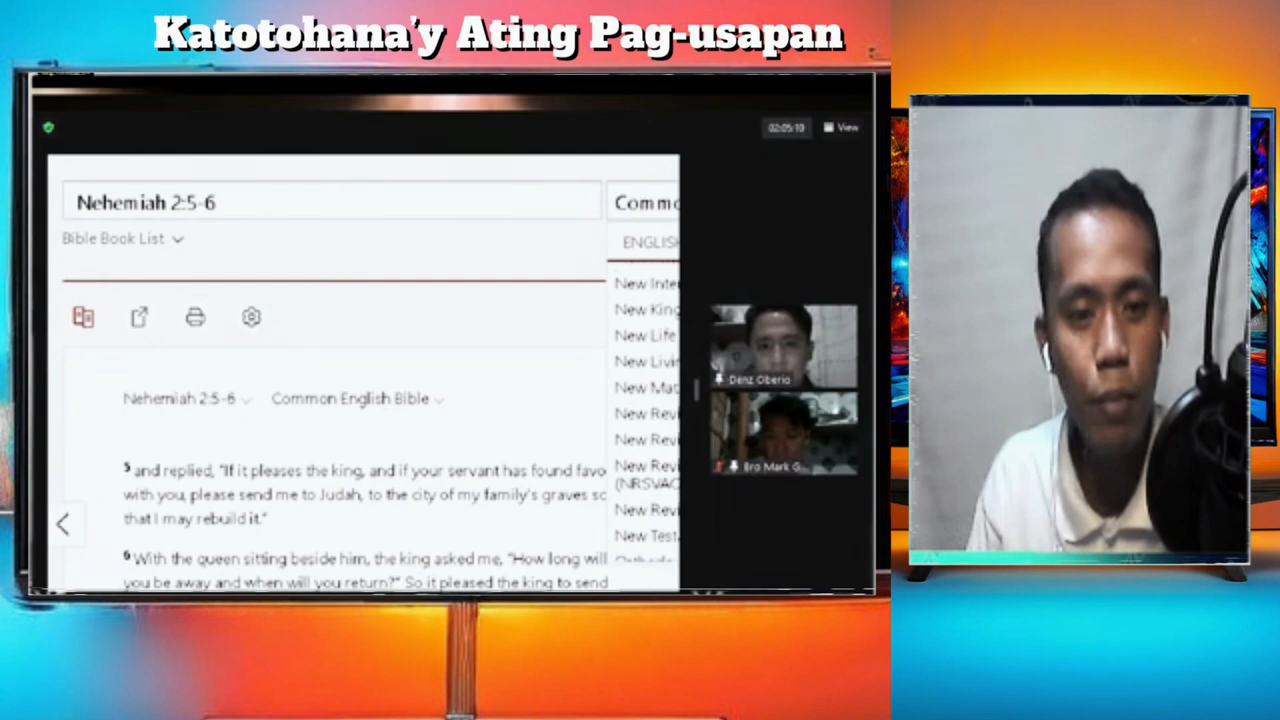 Katotohana'y Ating Pag-usapan
02:05:10
View
Nehemiah 2:5-6
Commo
Bible Book List
ENGLISH
New Inte
New King
New Life
New Livi
New Mat
New Revi
New Revi
New Revi
(NRSVAC
New Revi
New Test
Nehemiah 2:5-6
Common English Bible
5 and replied, "If it pleases the king, and if your servant has found favo
with you, please send me to Judah, to the city of my family's graves so
that I may rebuild it."
6 With the queen sitting beside him, the king asked me, "How long will
you be away and when will you return?" So it pleased the king to send
Denz Oberio
Bro Mark G...